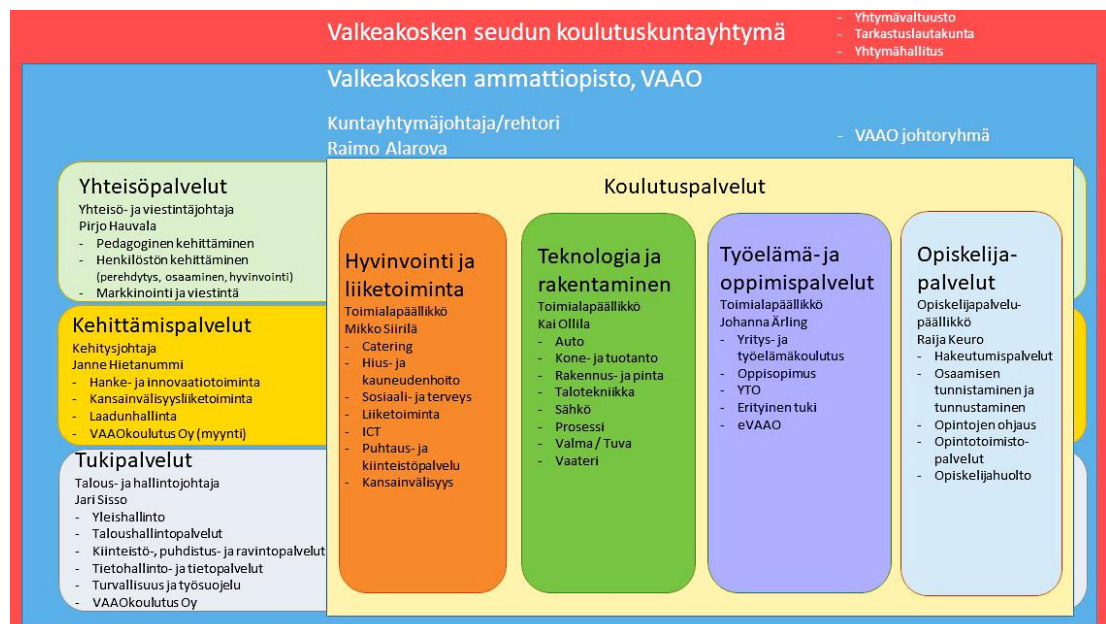 Valkeakosken seudun koulutuskuntayhtymä
- Yhtymävaltuusto
- Tarkastuslautakunta
- Yhtymähallitus
Valkeakosken ammattiopisto, VAAO
Kuntayhtymäjohtaja/rehtori
Raimo Alarova
- VAAO johtoryhmä
Yhteisöpalvelut
Yhteisö- ja viestintäjohtaja
Pirjo Hauvala
- Pedagoginen kehittäminen
- Henkilöstön kehittäminen
(perehdytys, osaaminen, hyvinvointi)
- Markkinointi ja viestintä
Kehittämispalvelut
Kehitysjohtaja
Janne Hietanummi
- Hanke- ja innovaatiotoiminta
- Kansainvälisyysliiketoiminta
- Laadunhallinta
- VAAOkoulutus Oy (myynti)
Tukipalvelut
Talous- ja hallintojohtaja
Jari Sisso
- Yleishallinto
- Taloushallintopalvelut
- Kiinteistö-, puhdistus- ja ravintopalvelut
- Tietohallinto- ja tietopalvelut
- Turvallisuus ja työsuojelu
- VAAOkoulutus Oy
Koulutuspalvelut
Hyvinvointi ja
liiketoiminta
Toimialapäällikkö
Mikko Siirilä
- Catering
- Hius- ja
kauneudenhoito
- Sosiaali- ja terveys
- Liiketoiminta
- ICT
- Puhtaus- ja
kiinteistöpalvelu
- Kansainvälisyys
Teknologia ja
rakentaminen
Toimialapäällikkö
Kai Ollila
- Auto
- Kone- ja tuotanto
- Rakennus- ja pinta
- Talotekniikka
- Sähkö
- Prosessi
- Valma / Tuva
- Vaateri
Työelämä- ja
oppimispalvelut
Toimialapäällikkö
Johanna Ärling
- Yritys- ja
työelämäkoulutus
- Oppisopimus
- YTO
- Erityinen tuki
- eVAAO
Opiskelija-
palvelut
Opiskelijapalvelu-
päällikkö
Raija Keuro
- Hakeutumispalvelut
- Osaamisen
tunnistaminen ja
tunnustaminen
- Opintojen ohjaus
- Opintotoimisto-
palvelut
- Opiskelijahuolto